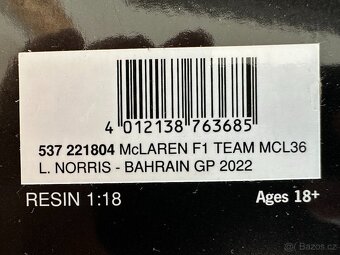 4 012138 763685
537 221804 McLAREN F1 TEAM MCL36
L. NORRIS - BAHRAIN GP 2022
RESIN 1:18
Ages 18+
Bazos.cz